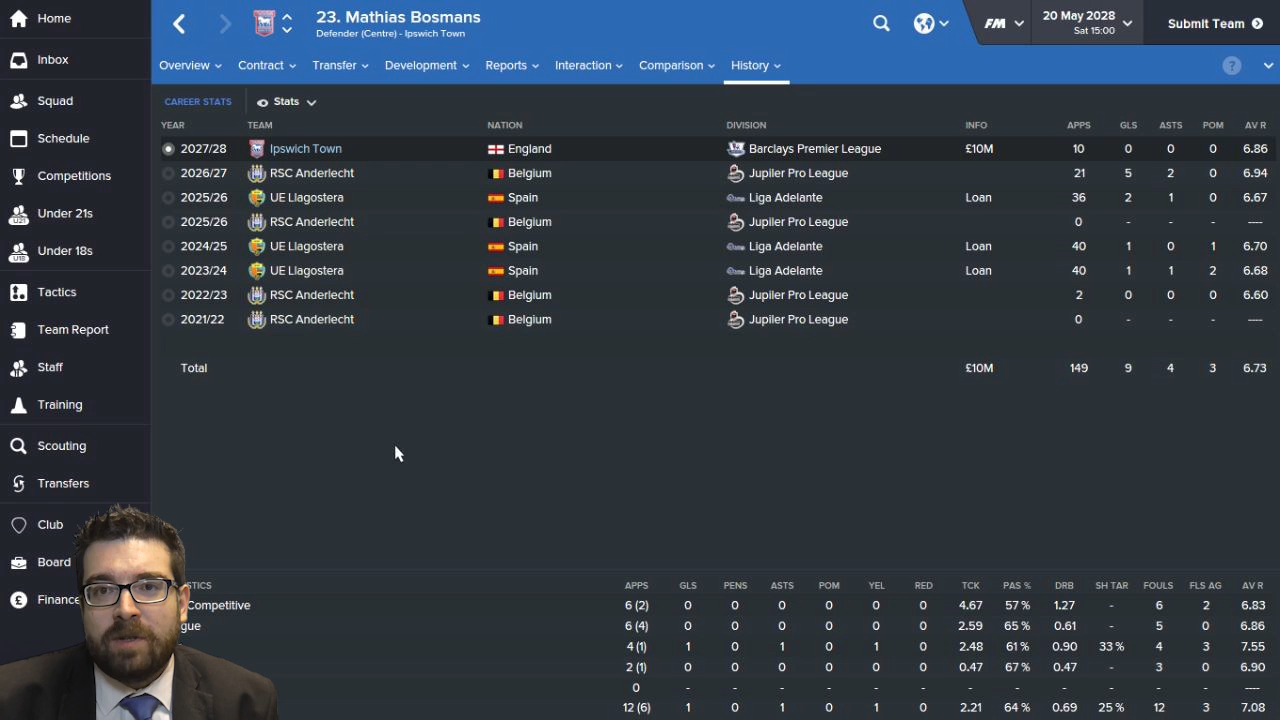 Home
Inbox
Squad
Schedule
Competitions
Under 21s
Under 18s
Tactics
Team Report
Staff
Training
Scouting
Transfers
Club
Board
Finance
23. Mathias Bosmans
Defender (Centre) - Ipswich Town
FM
20 May 2028
Sat 15:00
Submit Team
Overview Contract Transfer Development Reports Interaction Comparison History ?
CAREER STATS Stats
YEAR TEAM NATION DIVISION INFO APPS GLS ASTS POM AV R
2027/28 Ipswich Town England Barclays Premier League £10M 10 0 0 0 6.86
2026/27 RSC Anderlecht Belgium Jupiler Pro League 21 5 2 0 6.94
2025/26 UE Llagostera Spain Liga Adelante Loan 36 2 1 0 6.67
2025/26 RSC Anderlecht Belgium Jupiler Pro League 0 - - - ----
2024/25 UE Llagostera Spain Liga Adelante Loan 40 1 0 1 6.70
2023/24 UE Llagostera Spain Liga Adelante Loan 40 1 1 2 6.68
2022/23 RSC Anderlecht Belgium Jupiler Pro League 2 0 0 0 6.60
2021/22 RSC Anderlecht Belgium Jupiler Pro League 0 - - - ----
Total £10M 149 9 4 3 6.73
STICS APPS GLS PENS ASTS POM YEL RED TCK PAS % DRB SH TAR FOULS FLS AG AV R
Competitive 6 (2) 0 0 0 0 0 0 4.67 57 % 1.27 - 6 2 6.83
gue 6 (4) 0 0 0 0 0 0 2.59 65 % 0.61 - 5 0 6.86
4 (1) 1 0 1 0 1 0 2.48 61 % 0.90 33 % 4 3 7.55
2 (1) 0 0 0 0 0 0 0.47 67 % 0.47 - 3 0 6.90
0 - - - - - - - - - - - - ----
12 (6) 1 0 1 0 1 0 2.21 64 % 0.69 25 % 12 3 7.08